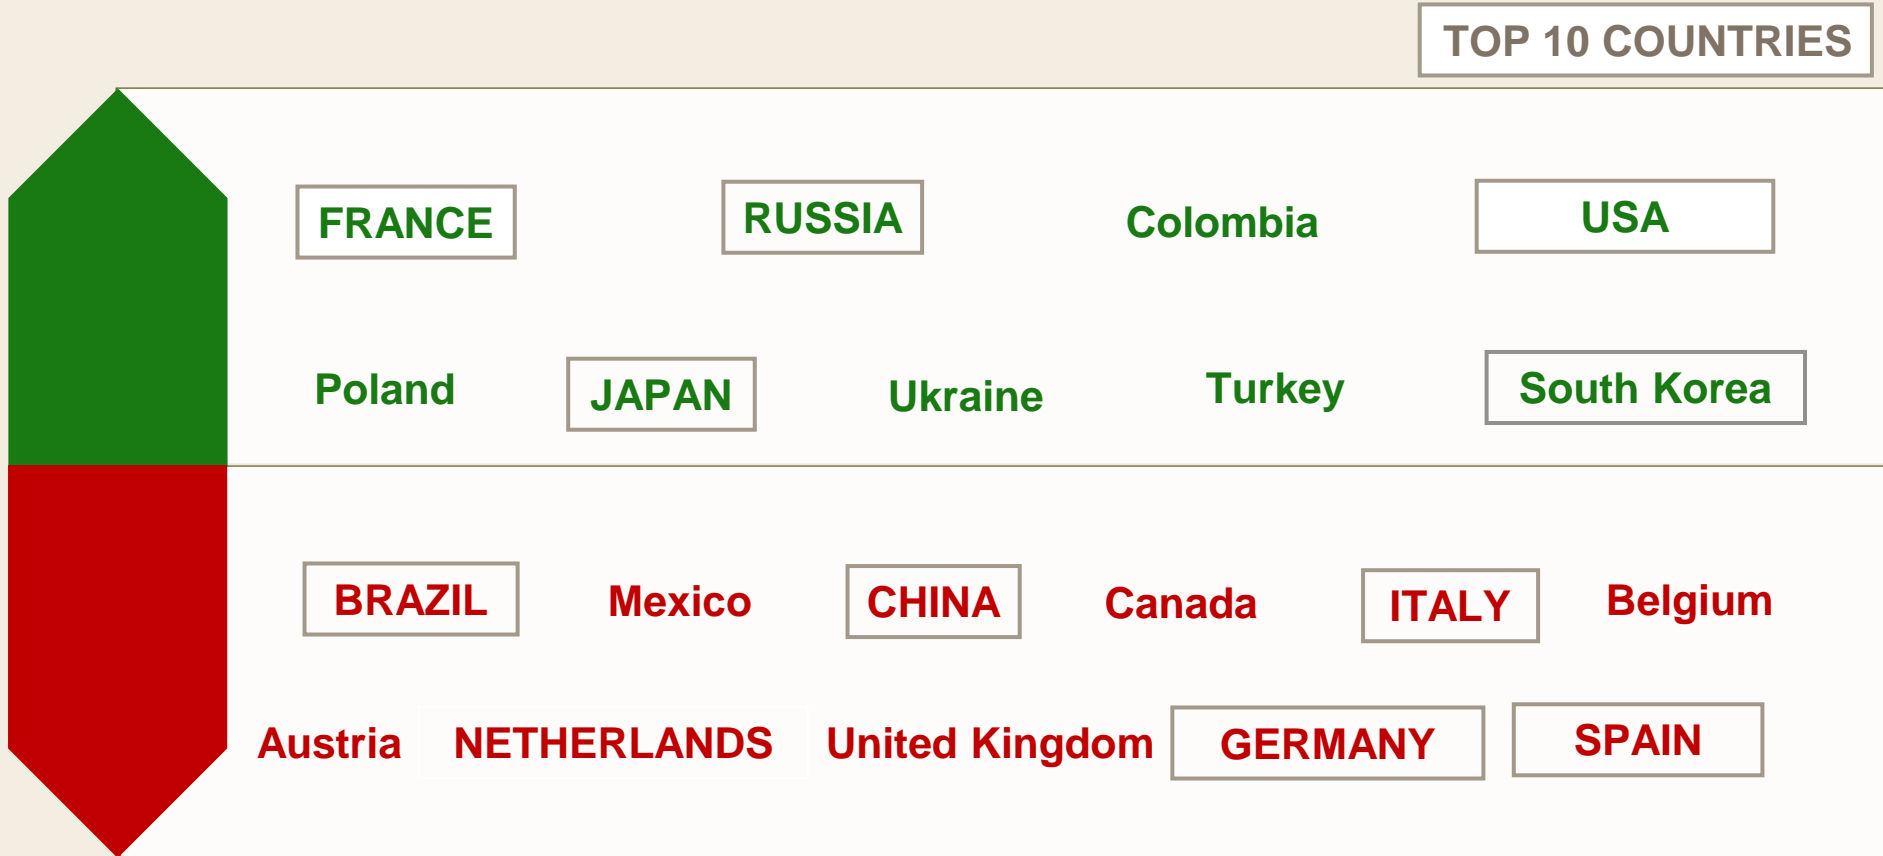 TOP 10 COUNTRIES
FRANCE RUSSIA Colombia USA
Poland JAPAN Ukraine Turkey South Korea
BRAZIL Mexico CHINA Canada ITALY Belgium
Austria NETHERLANDS United Kingdom GERMANY SPAIN